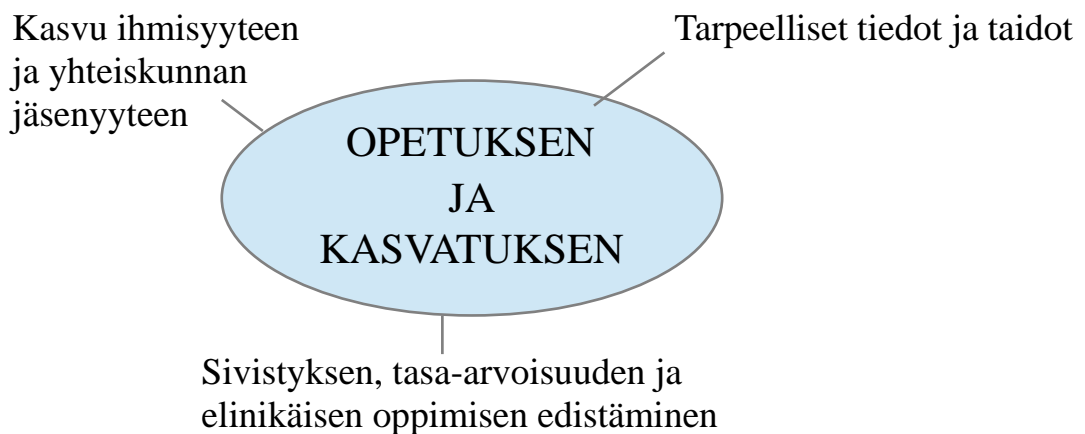 Kasvu ihmisyyteen
ja yhteiskunnan
jäsenyyteen
Tarpeelliset tiedot ja taidot
OPETUKSEN
JA
KASVATUKSEN
Sivistyksen, tasa-arvoisuuden ja
elinikäisen oppimisen edistäminen